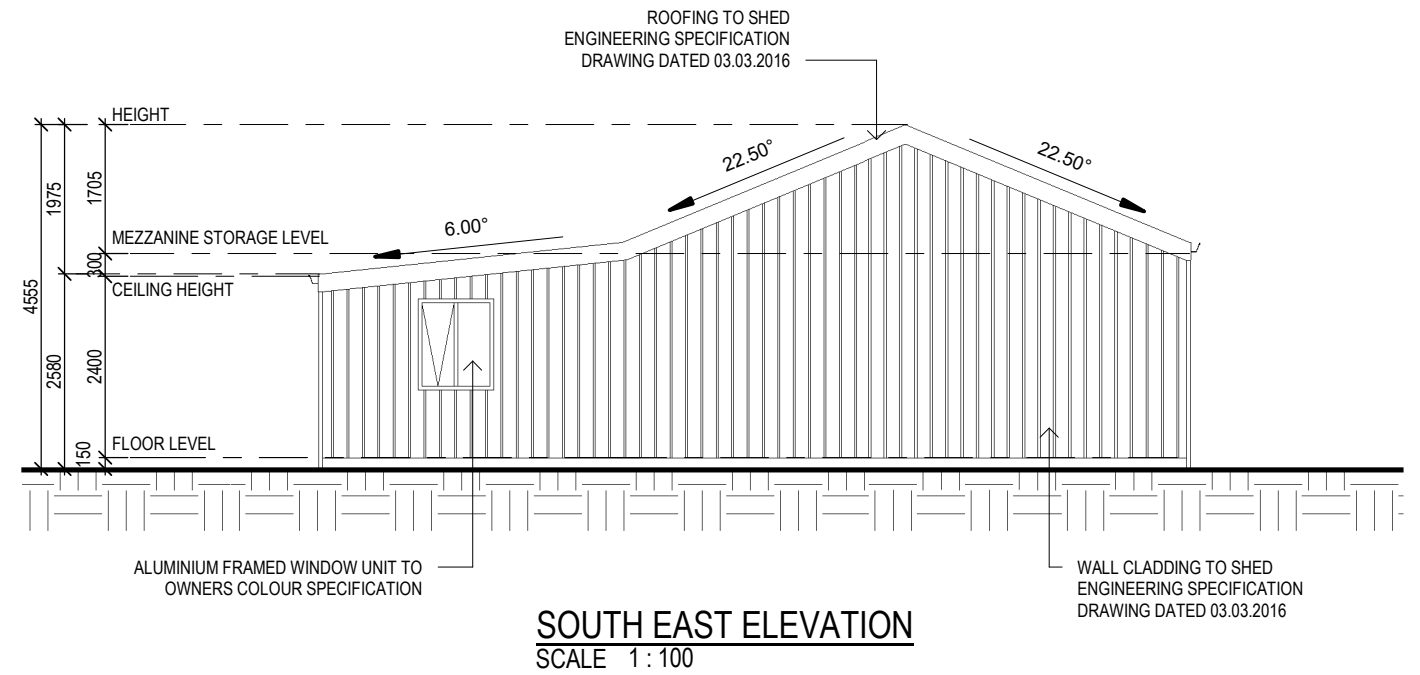 ROOFING TO SHED
ENGINEERING SPECIFICATION
DRAWING DATED 03.03.2016
HEIGHT
22.50°
22.50°
1975
1705
MEZZANINE STORAGE LEVEL
6.00°
300
CEILING HEIGHT
4555
2580
2400
FLOOR LEVEL
150
ALUMINIUM FRAMED WINDOW UNIT TO
OWNERS COLOUR SPECIFICATION
WALL CLADDING TO SHED
ENGINEERING SPECIFICATION
DRAWING DATED 03.03.2016
SOUTH EAST ELEVATION
SCALE 1 : 100